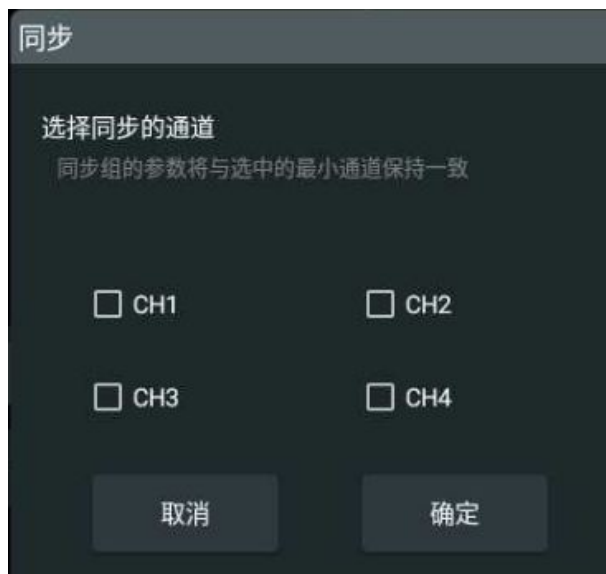 同步
选择同步的通道
同步组的参数将与选中的最小通道保持一致
CH1
CH2
CH3
CH4
取消
确定